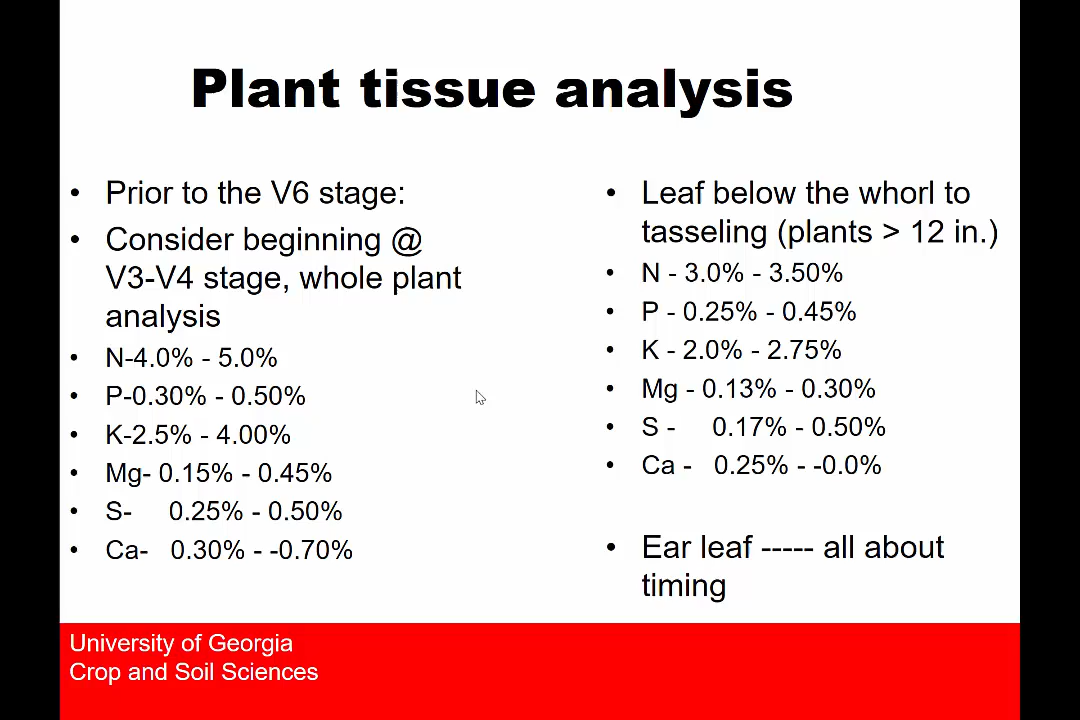 Plant tissue analysis
• Prior to the V6 stage:
• Consider beginning @
V3-V4 stage, whole plant
analysis
• N-4.0% - 5.0%
• P-0.30% - 0.50%
• K-2.5% - 4.00%
• Mg- 0.15% - 0.45%
• S- 0.25% - 0.50%
• Ca- 0.30% - -0.70%
• Leaf below the whorl to
tasseling (plants > 12 in.)
• N - 3.0% - 3.50%
• P - 0.25% - 0.45%
• K - 2.0% - 2.75%
• Mg - 0.13% - 0.30%
• S - 0.17% - 0.50%
• Ca - 0.25% - -0.0%
• Ear leaf ----- all about
timing
University of Georgia
Crop and Soil Sciences